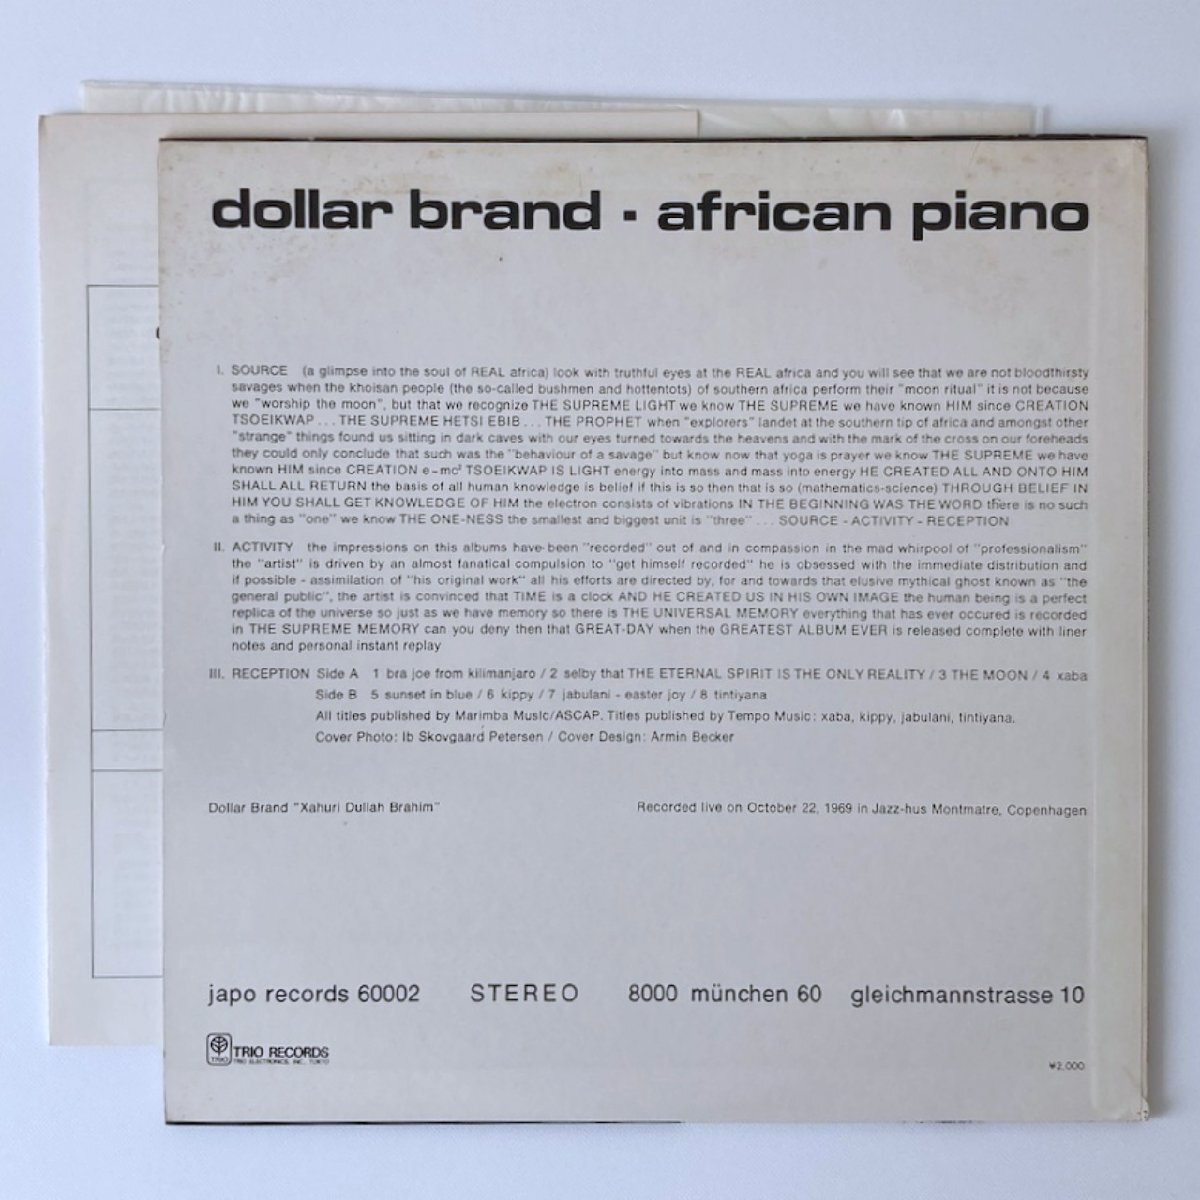 dollar brand · african piano
I. SOURCE (a glimpse into the soul of REAL africa) look with truthful eyes at the REAL africa and you will see that we are not bloodthirsty
savages when the khoisan people (the so-called bushmen and hottentots) of southern africa perform their "moon ritual" it is not because
we "worship the moon", but that we recognize THE SUPREME LIGHT we know THE SUPREME we have known HIM since CREATION
TSOEIKWAP ... THE SUPREME HETSI EBIB ... THE PROPHET when "explorers" landet at the southern tip of africa and amongst other
"strange" things found us sitting in dark caves with our eyes turned towards the heavens and with the mark of the cross on our foreheads
they could only conclude that such was the "behaviour of a savage" but know now that yoga is prayer we know THE SUPREME we have
known HIM since CREATION e–mc² TSOEIKWAP IS LIGHT energy into mass and mass into energy HE CREATED ALL AND ONTO HIM
SHALL ALL RETURN the basis of all human knowledge is belief if this is so then that is so (mathematics-science) THROUGH BELIEF IN
HIM YOU SHALL GET KNOWLEDGE OF HIM the electron consists of vibrations IN THE BEGINNING WAS THE WORD there is no such
a thing as "one" we know THE ONE-NESS the smallest and biggest unit is "three" ... SOURCE - ACTIVITY - RECEPTION
II. ACTIVITY the impressions on this albums have been "recorded" out of and in compassion in the mad whirpool of "professionalism"
the "artist" is driven by an almost fanatical compulsion to "get himself recorded" he is obsessed with the immediate distribution and
if possible - assimilation of "his original work" all his efforts are directed by, for and towards that elusive mythical ghost known as "the
general public", the artist is convinced that TIME is a clock AND HE CREATED US IN HIS OWN IMAGE the human being is a perfect
replica of the universe so just as we have memory so there is THE UNIVERSAL MEMORY everything that has ever occured is recorded
in THE SUPREME MEMORY can you deny then that GREAT-DAY when the GREATEST ALBUM EVER is released complete with liner
notes and personal instant replay
III. RECEPTION Side A 1 bra joe from kilimanjaro / 2 selby that THE ETERNAL SPIRIT IS THE ONLY REALITY / 3 THE MOON / 4 xaba
Side B 5 sunset in blue / 6 kippy / 7 jabulani - easter joy / 8 tintiyana
All titles published by Marimba Music/ASCAP. Titles published by Tempo Music: xaba, kippy, jabulani, tintiyana.
Cover Photo: Ib Skovgaard Petersen / Cover Design: Armin Becker
Dollar Brand "Xahuri Dullah Brahim" Recorded live on October 22, 1969 in Jazz-hus Montmatre, Copenhagen
japo records 60002 STEREO 8000 münchen 60 gleichmannstrasse 10
TRIO TRIO RECORDS
TRIO ELECTRONICS, INC. TOKYO
¥2,000